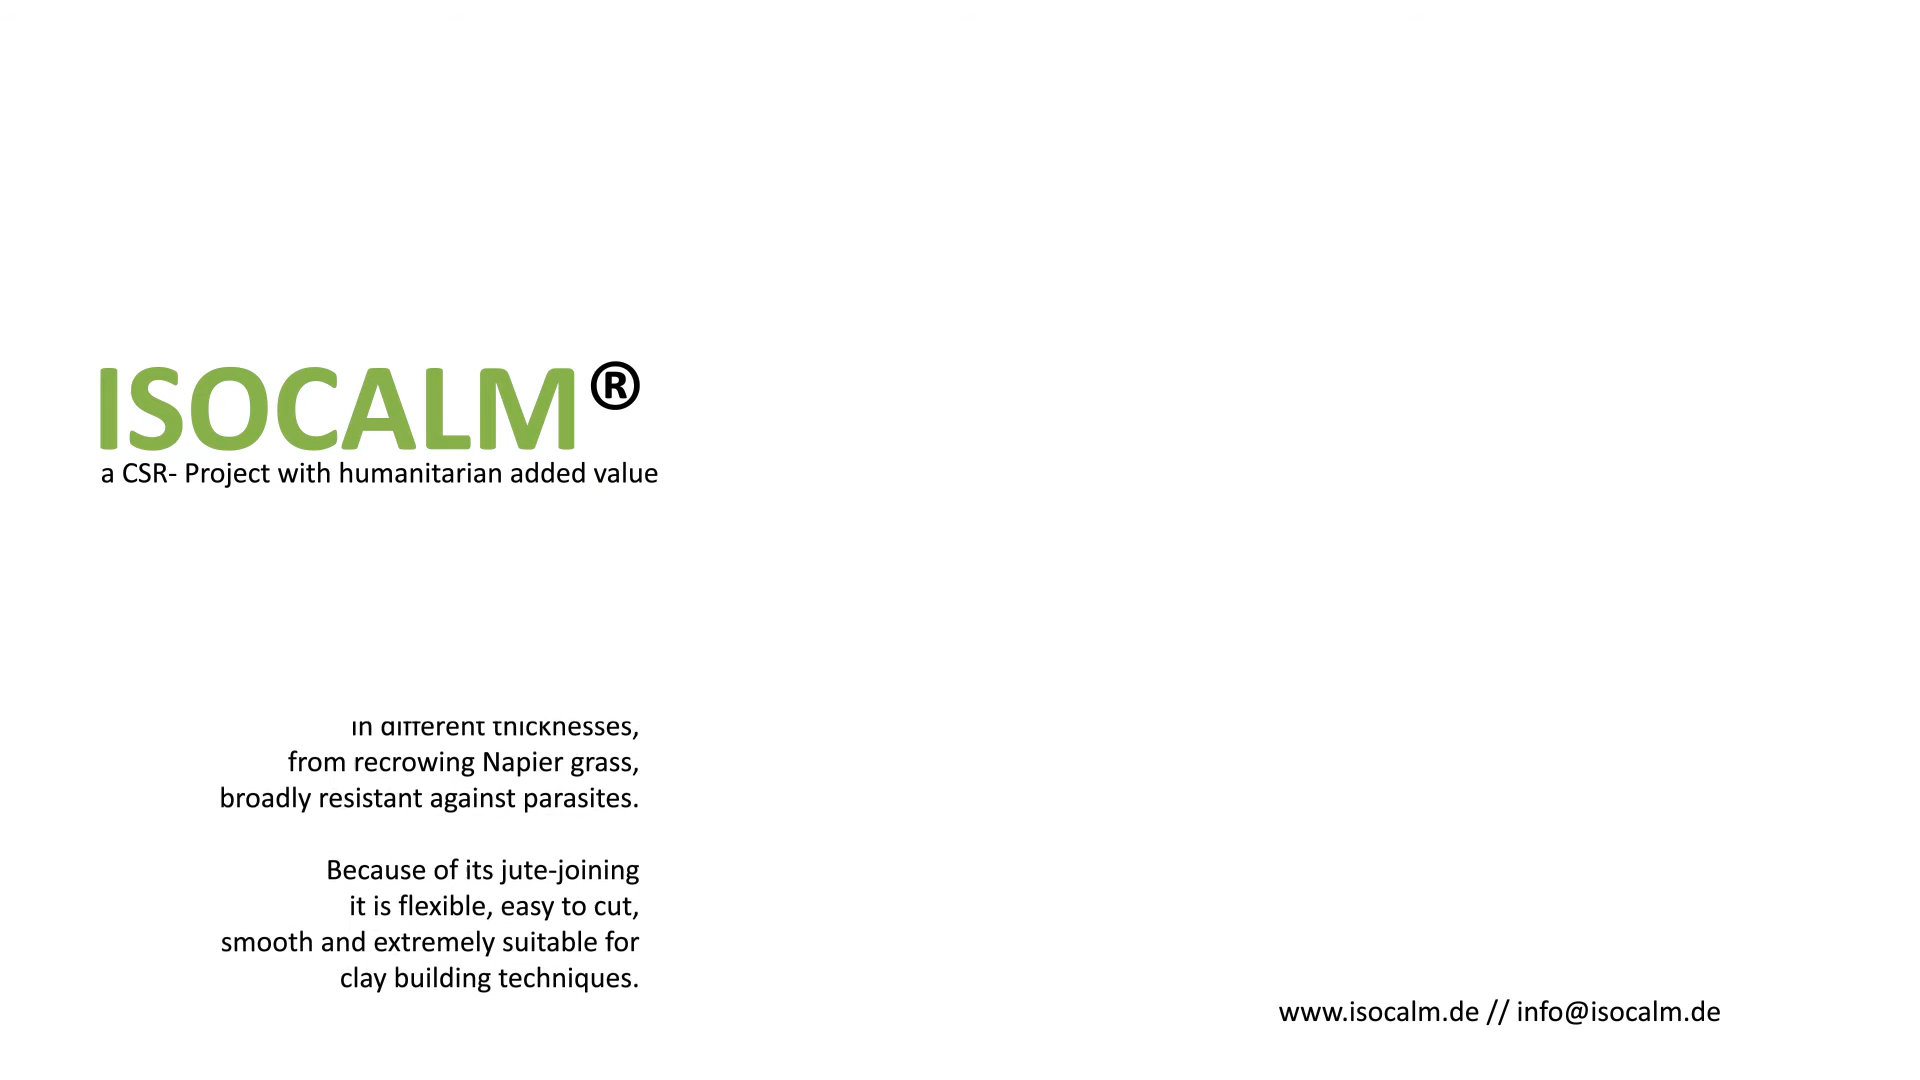 ISOCALM®
a CSR- Project with humanitarian added value
in different thicknesses,
from recrowing Napier grass,
broadly resistant against parasites.
Because of its jute-joining
it is flexible, easy to cut,
smooth and extremely suitable for
clay building techniques.
www.isocalm.de // info@isocalm.de